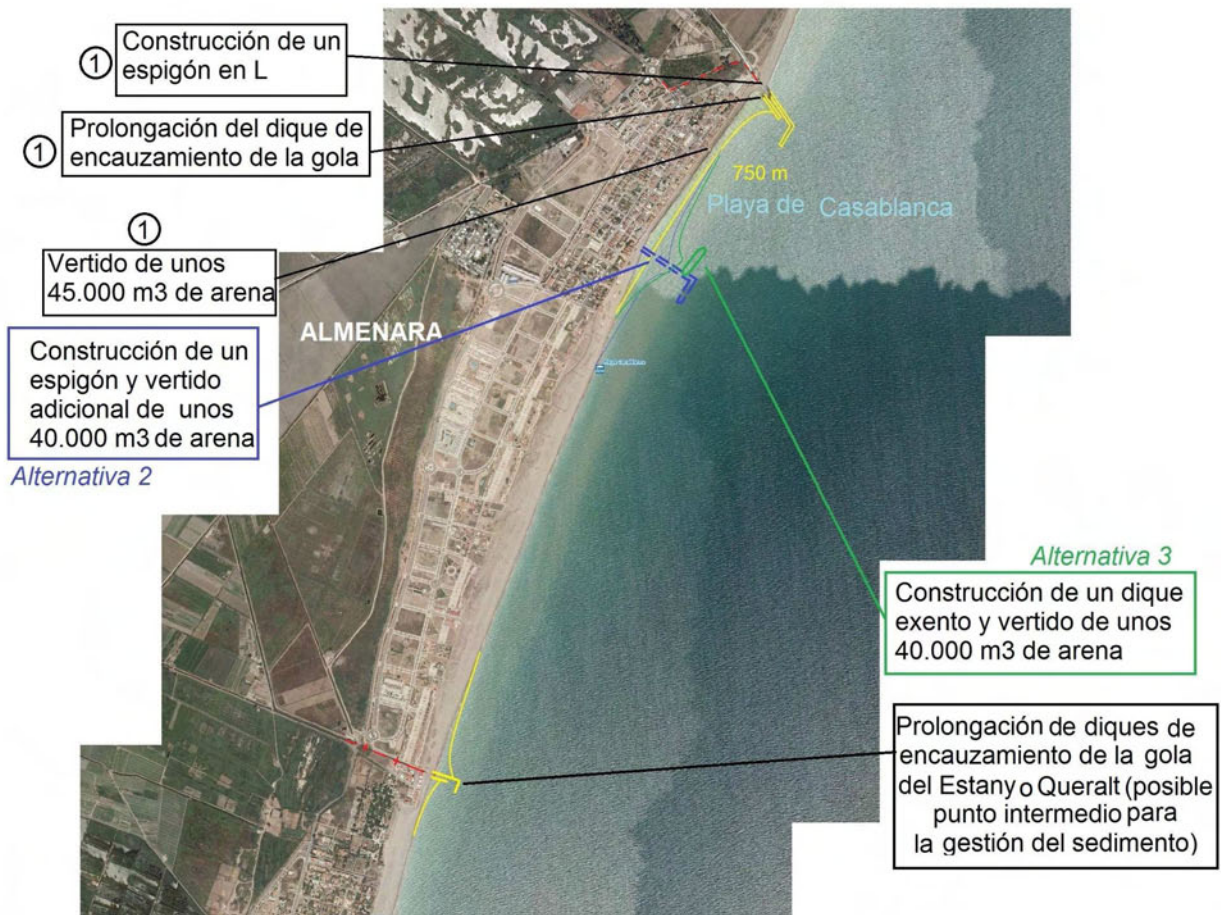 1
Construcción de un
espigón en L
1
Prolongación del dique de
encauzamiento de la gola
1
Vertido de unos
45.000 m3 de arena
750 m
Playa de Casablanca
ALMENARA
Construcción de un
espigón y vertido
adicional de unos
40.000 m3 de arena
Alternativa 2
Alternativa 3
Construcción de un dique
exento y vertido de unos
40.000 m3 de arena
Prolongación de diques de
encauzamiento de la gola
del Estany o Queralt (posible
punto intermedio para
la gestión del sedimento)